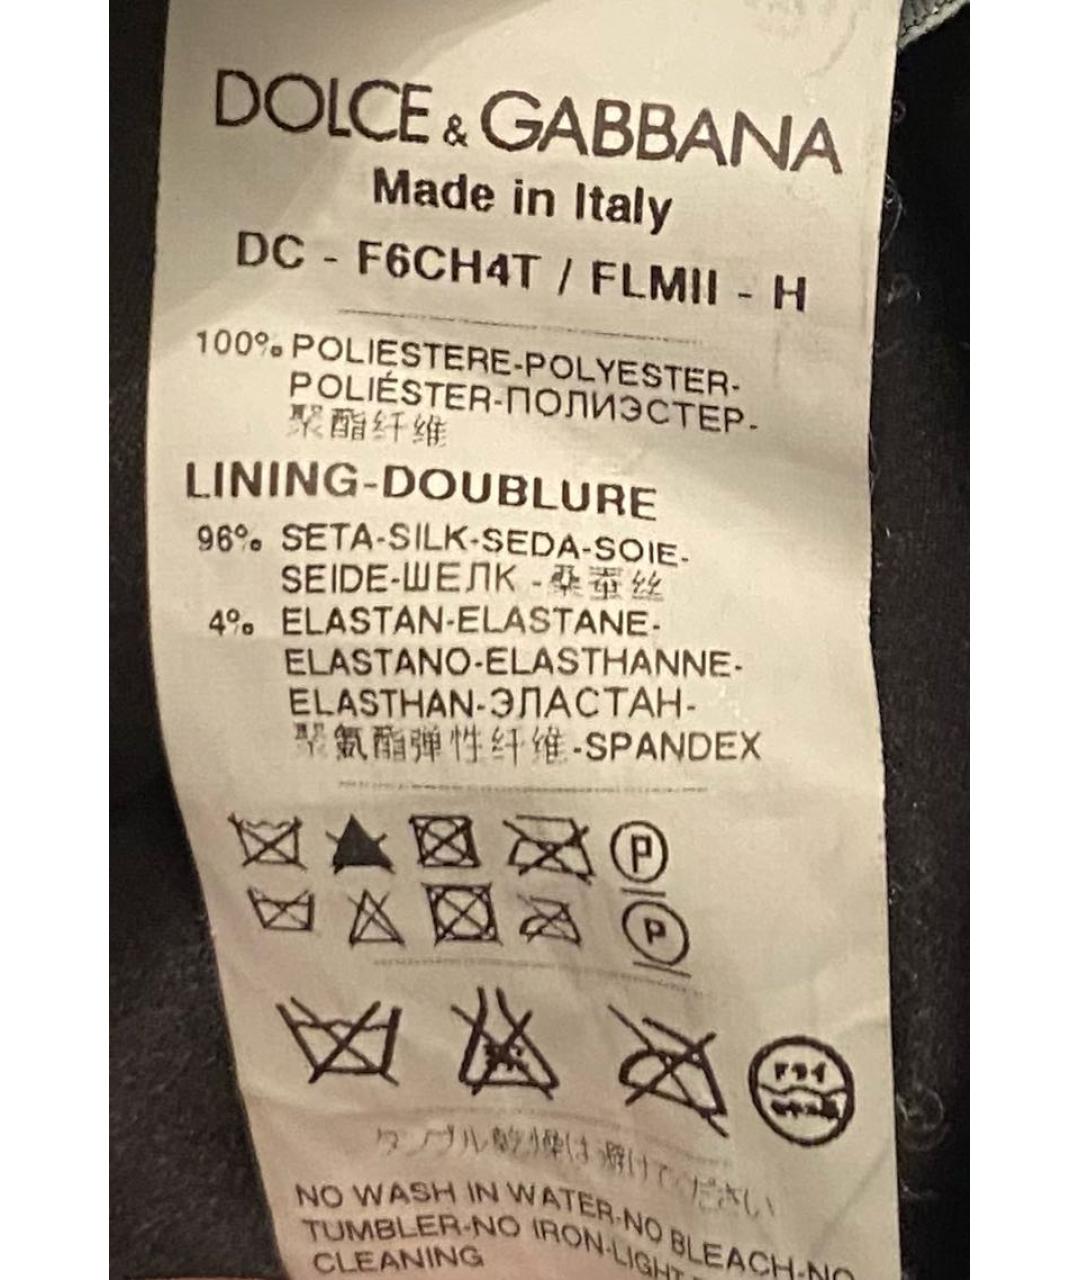 DOLCE & GABBANA
Made in Italy
DC - F6CH4T / FLMII - H
100% POLIESTERE-POLYESTER-
POLIÉSTER-ПОЛИЭСТЕР-
聚酯纤维
LINING-DOUBLURE
96% SETA-SILK-SEDA-SOIE-
SEIDE-ШЕЛК - 桑蚕丝
4% ELASTAN-ELASTANE-
ELASTANO-ELASTHANNE-
ELASTHAN-ЭЛАСТАН-
聚氨酯弹性纤维-SPANDEX
P
P
ドライ
タンブル乾燥は避けてください
NO WASH IN WATER-NO BLEACH-NO
TUMBLER-NO IRON-LIGHT
CLEANING